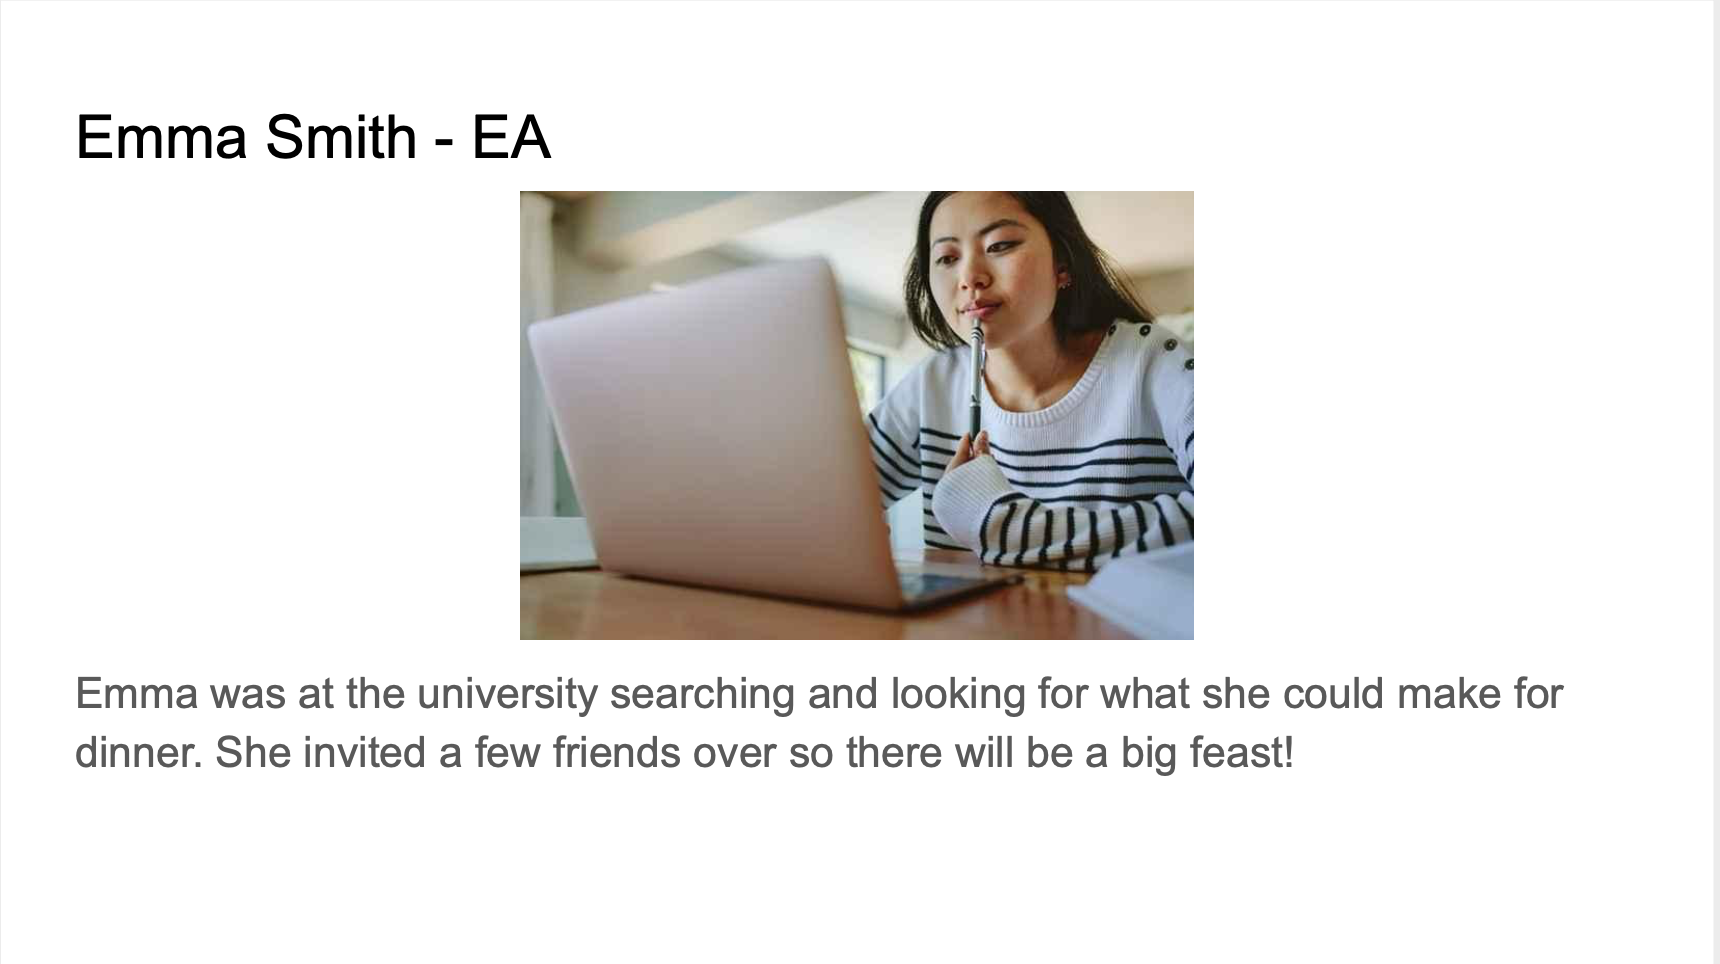 Emma Smith - EA
Emma was at the university searching and looking for what she could make for
dinner. She invited a few friends over so there will be a big feast!